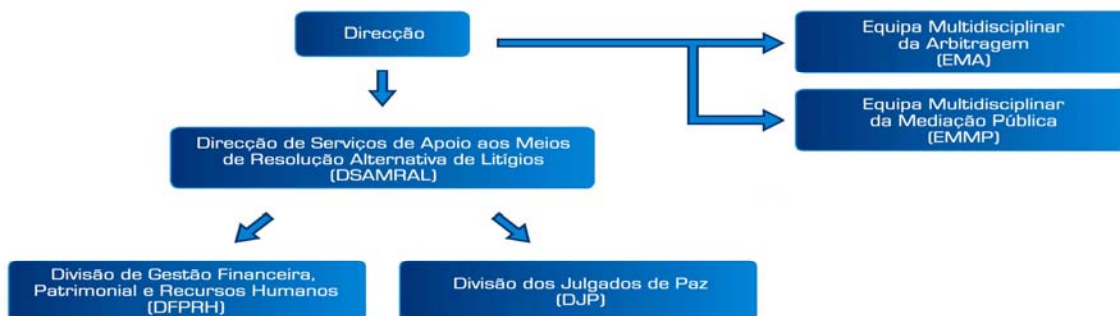 Direcção
Equipa Multidisciplinar
da Arbitragem
(EMA)
Equipa Multidisciplinar
da Mediação Pública
(EMMP)
Direcção de Serviços de Apoio aos Meios
de Resolução Alternativa de Litígios
(DSAMRAL)
Divisão de Gestão Financeira,
Patrimonial e Recursos Humanos
(DFPRH)
Divisão dos Julgados de Paz
(DJP)